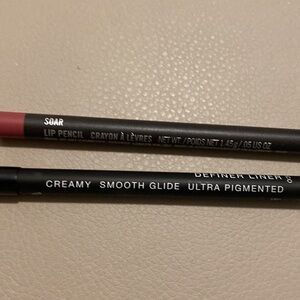 SOAR
LIP PENCIL CRAYON À LÈVRES NET WT./POIDS NET 1.45g/.05 US OZ
DEFINER LINER
CREAMY SMOOTH GLIDE ULTRA PIGMENTED